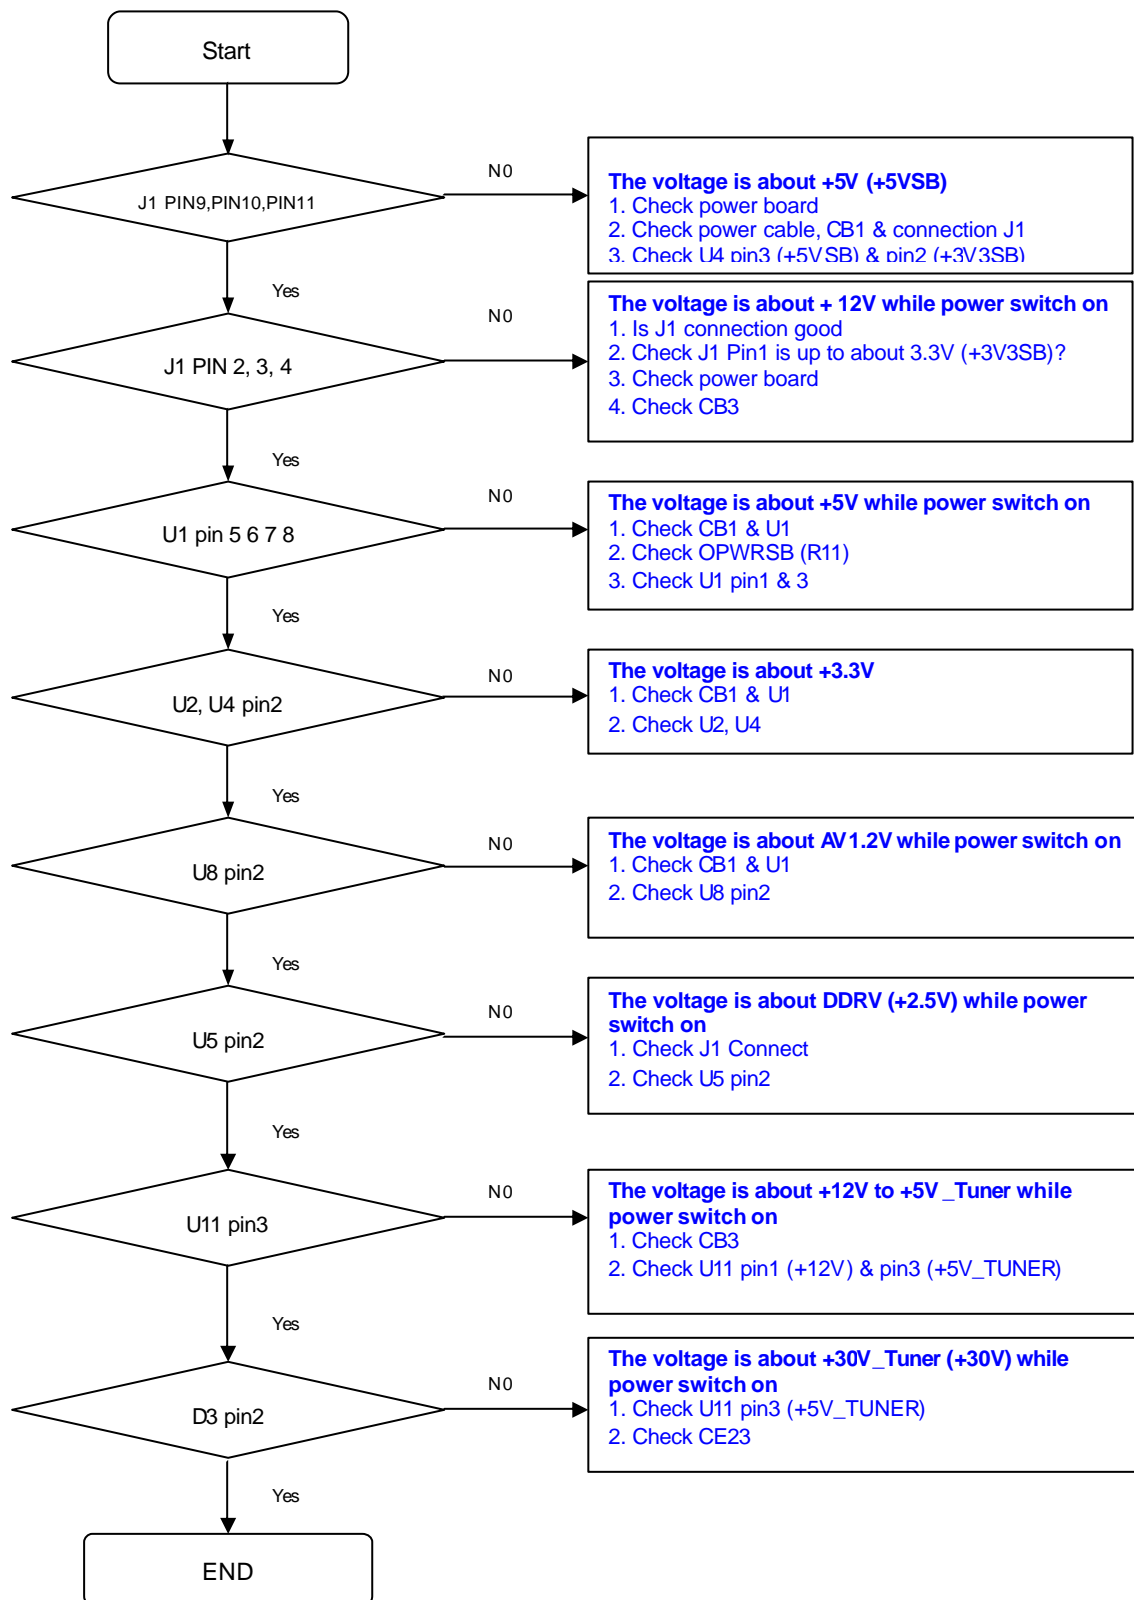 Start
J1 PIN9,PIN10,PIN11
N0
The voltage is about +5V (+5VSB)
1. Check power board
2. Check power cable, CB1 & connection J1
3. Check U4 pin3 (+5VSB) & pin2 (+3V3SB)
Yes
J1 PIN 2, 3, 4
N0
The voltage is about + 12V while power switch on
1. Is J1 connection good
2. Check J1 Pin1 is up to about 3.3V (+3V3SB)?
3. Check power board
4. Check CB3
Yes
U1 pin 5 6 7 8
N0
The voltage is about +5V while power switch on
1. Check CB1 & U1
2. Check OPWRSB (R11)
3. Check U1 pin1 & 3
Yes
U2, U4 pin2
N0
The voltage is about +3.3V
1. Check CB1 & U1
2. Check U2, U4
Yes
U8 pin2
N0
The voltage is about AV1.2V while power switch on
1. Check CB1 & U1
2. Check U8 pin2
Yes
U5 pin2
N0
The voltage is about DDRV (+2.5V) while power
switch on
1. Check J1 Connect
2. Check U5 pin2
Yes
U11 pin3
N0
The voltage is about +12V to +5V_Tuner while
power switch on
1. Check CB3
2. Check U11 pin1 (+12V) & pin3 (+5V_TUNER)
Yes
D3 pin2
N0
The voltage is about +30V_Tuner (+30V) while
power switch on
1. Check U11 pin3 (+5V_TUNER)
2. Check CE23
Yes
END